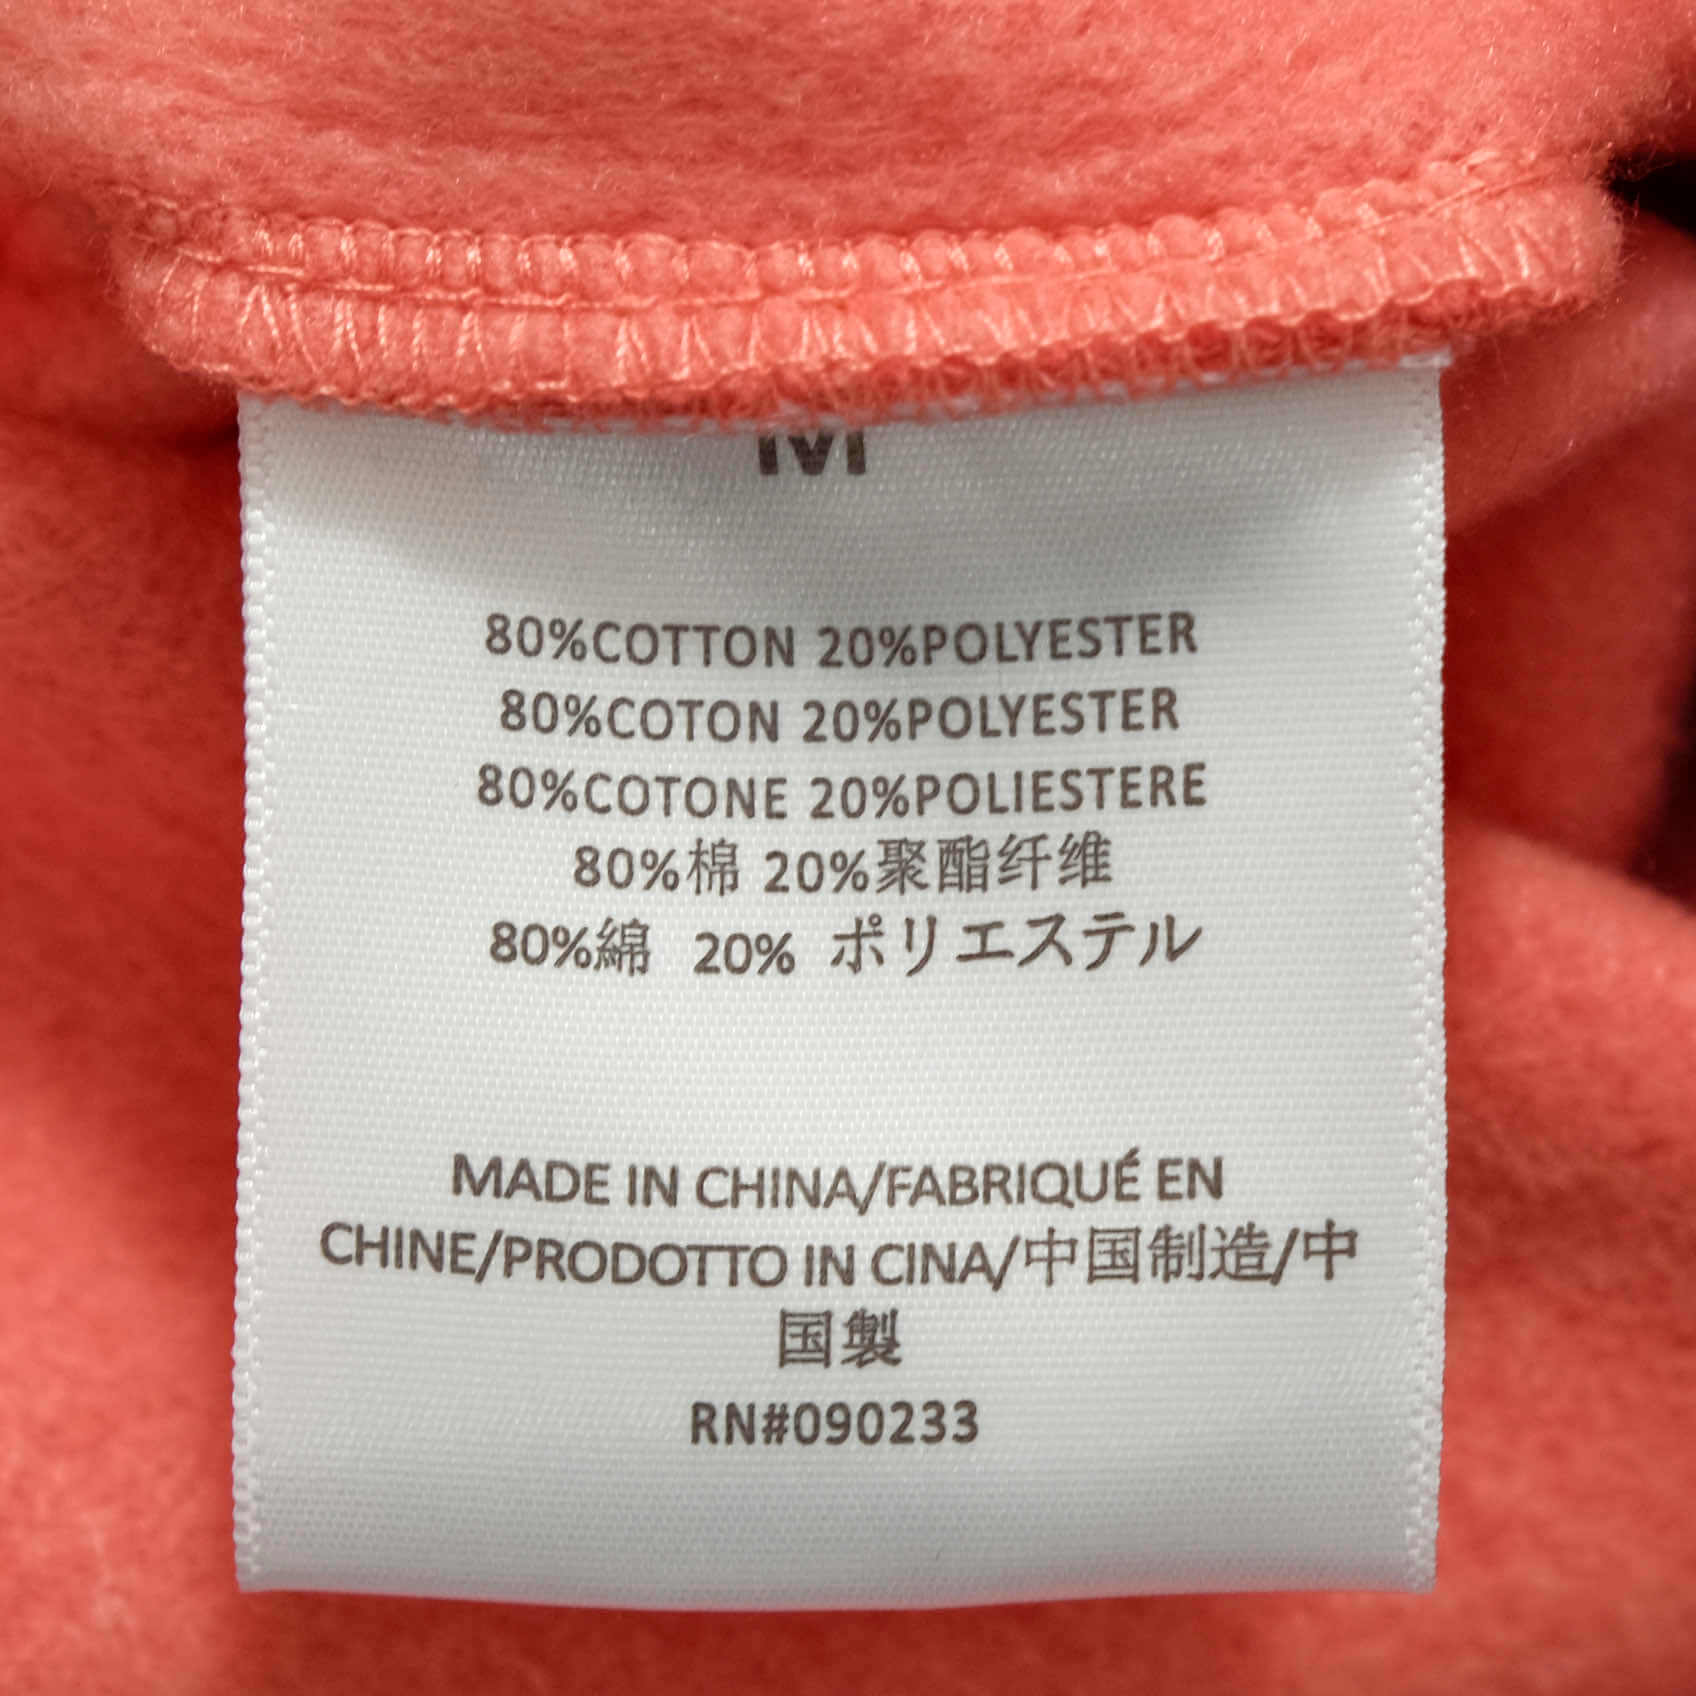 M
80%COTTON 20%POLYESTER
80%COTON 20%POLYESTER
80%COTONE 20%POLIESTERE
80%棉 20%聚酯纤维
80%綿 20% ポリエステル
MADE IN CHINA/FABRIQUÉ EN
CHINE/PRODOTTO IN CINA/中国制造/中
国製
RN#090233